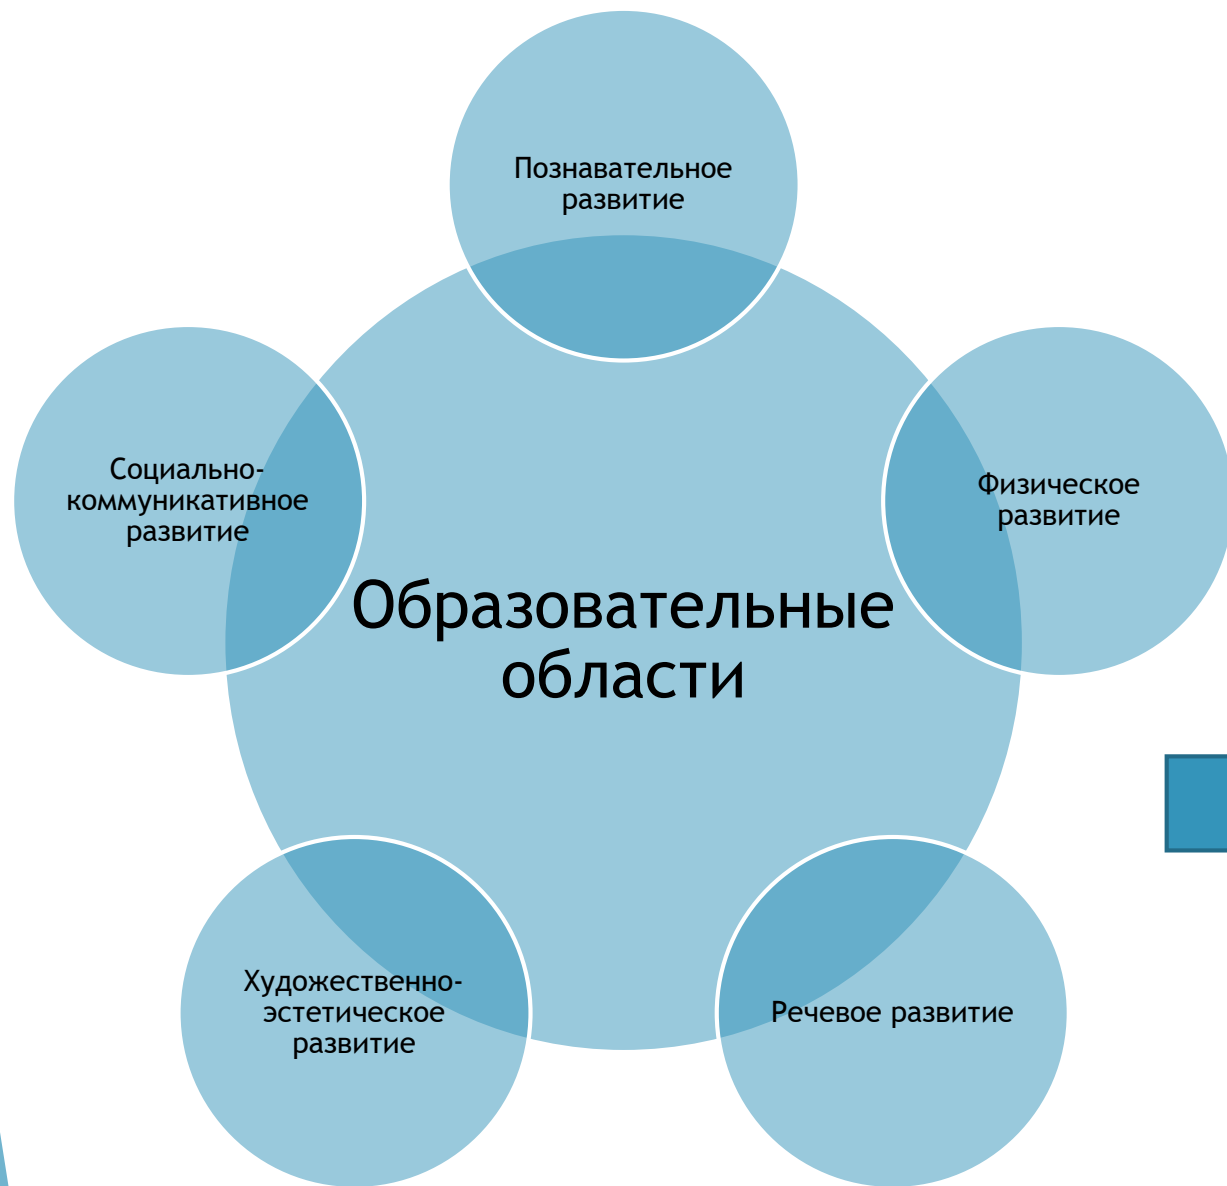 Познавательное
развитие
Социально-
коммуникативное
развитие
Физическое
развитие
Образовательные
области
Художественно-
эстетическое
развитие
Речевое развитие